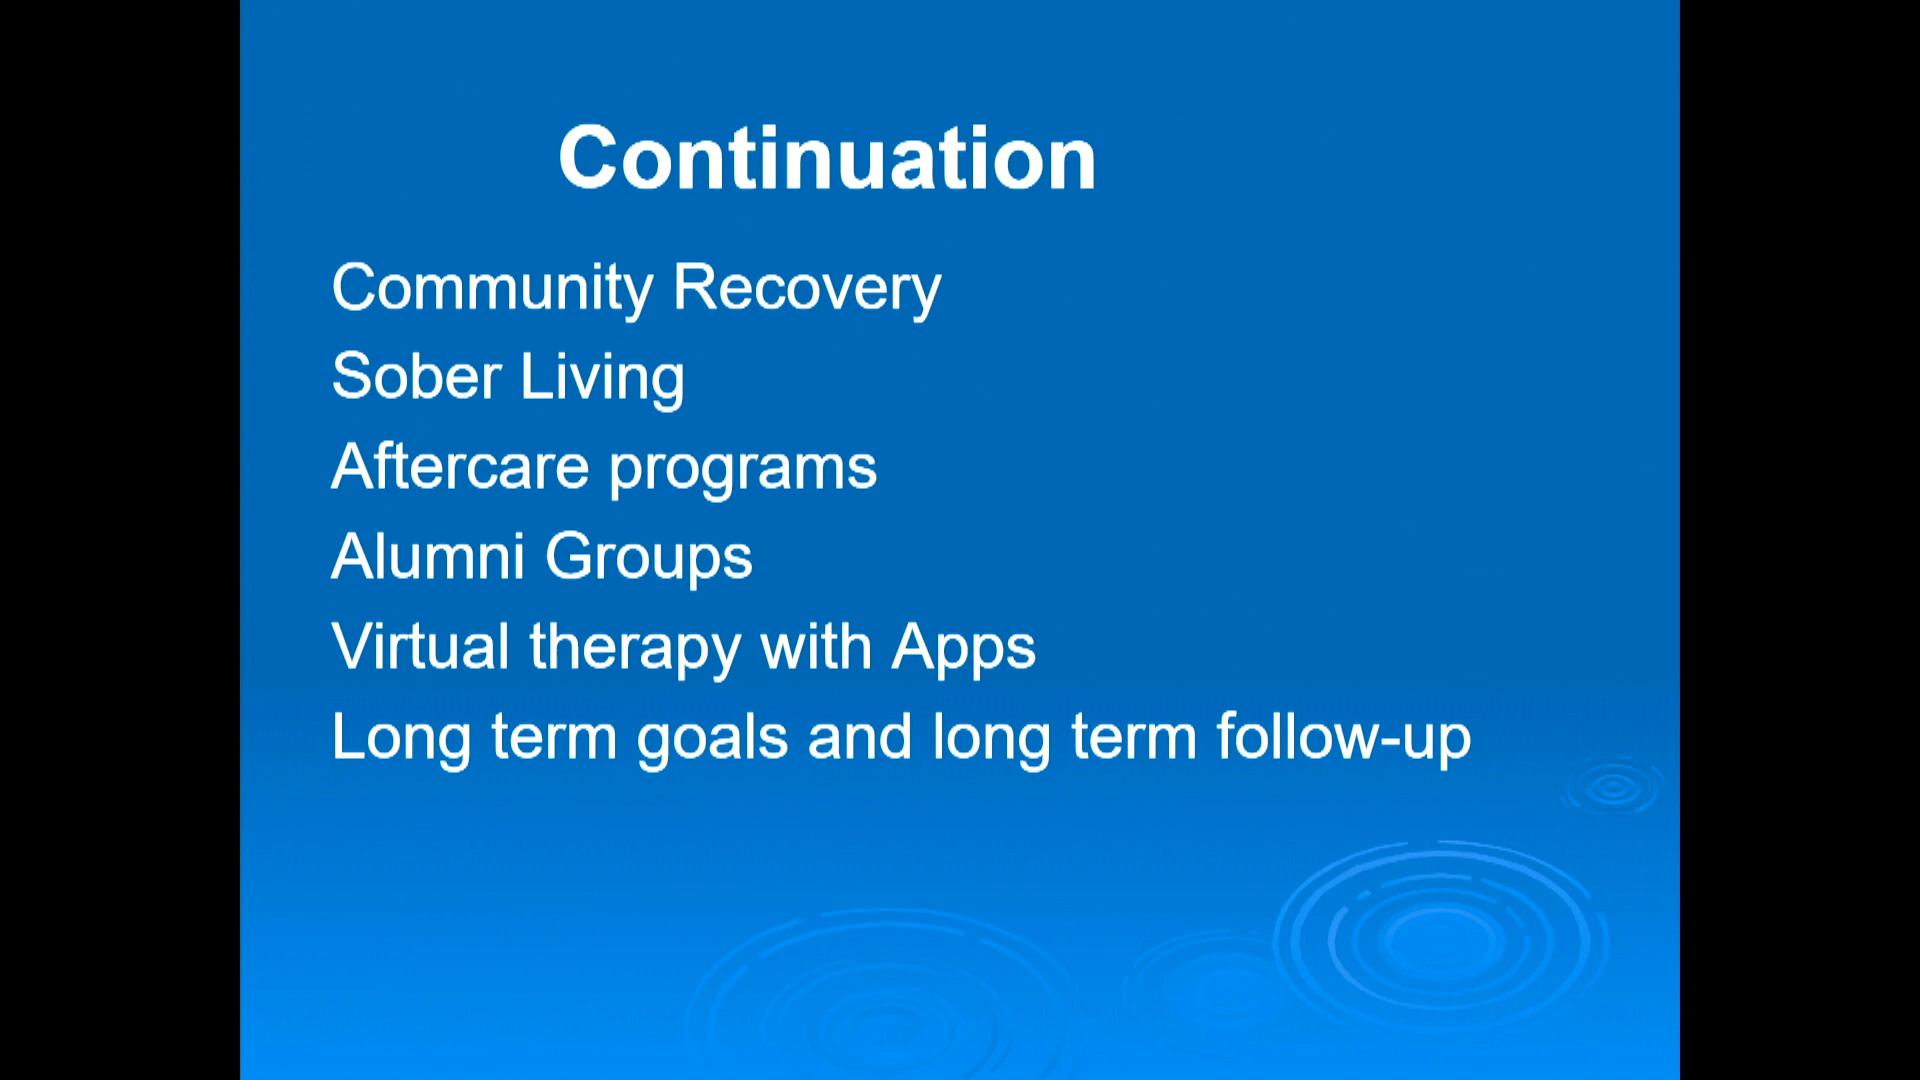 Continuation
Community Recovery
Sober Living
Aftercare programs
Alumni Groups
Virtual therapy with Apps
Long term goals and long term follow-up